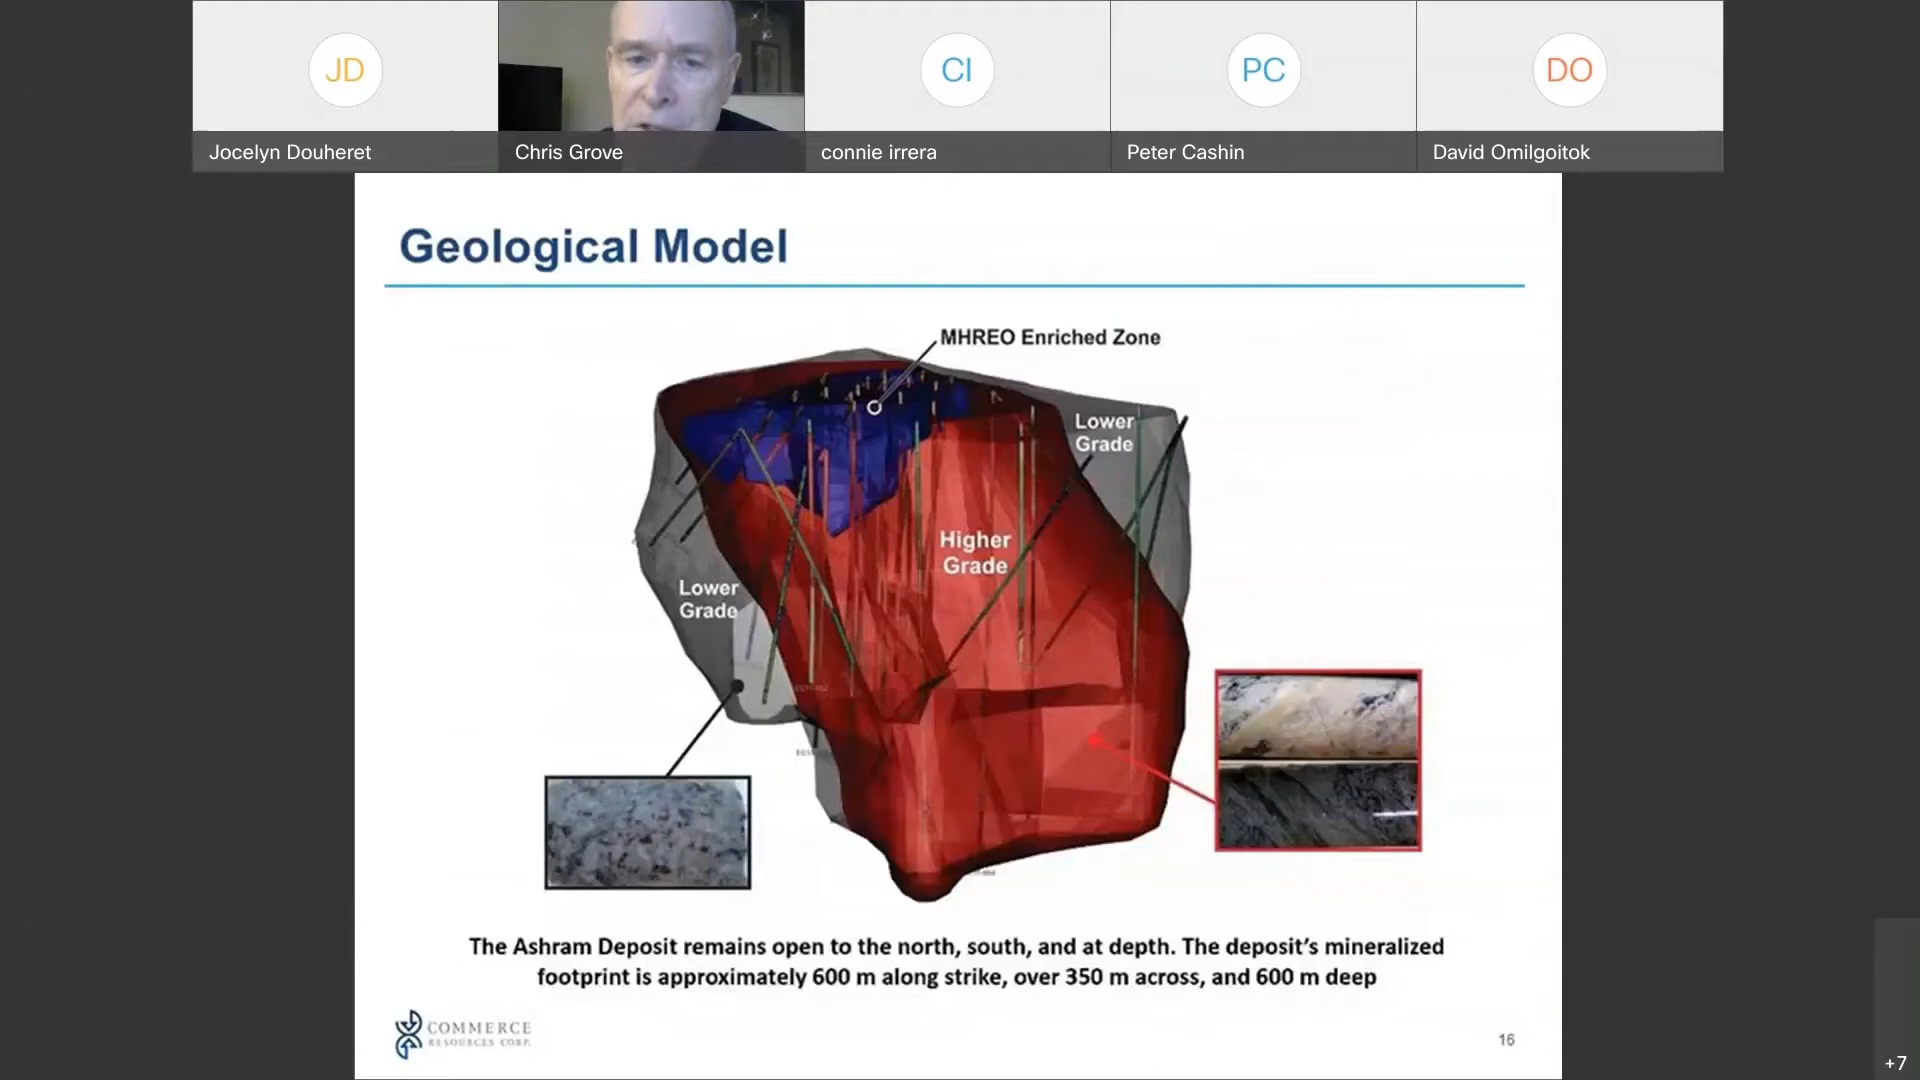 JD
CI
PC
DO
Jocelyn Douheret
Chris Grove
connie irrera
Peter Cashin
David Omilgoitok
Geological Model
MHREO Enriched Zone
Lower
Grade
Higher
Grade
Lower
Grade
The Ashram Deposit remains open to the north, south, and at depth. The deposit's mineralized
footprint is approximately 600 m along strike, over 350 m across, and 600 m deep
COMMERCE
RESOURCES CORP.
16
+7